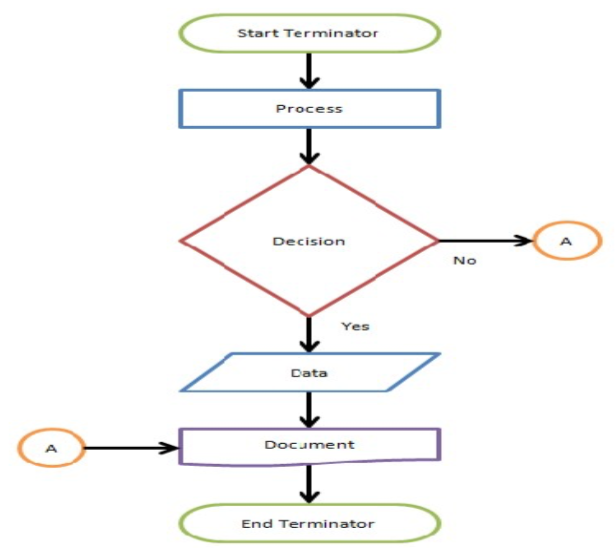 Start Terminator
Process
Decision
A
No
Yes
Data
A
Document
End Terminator